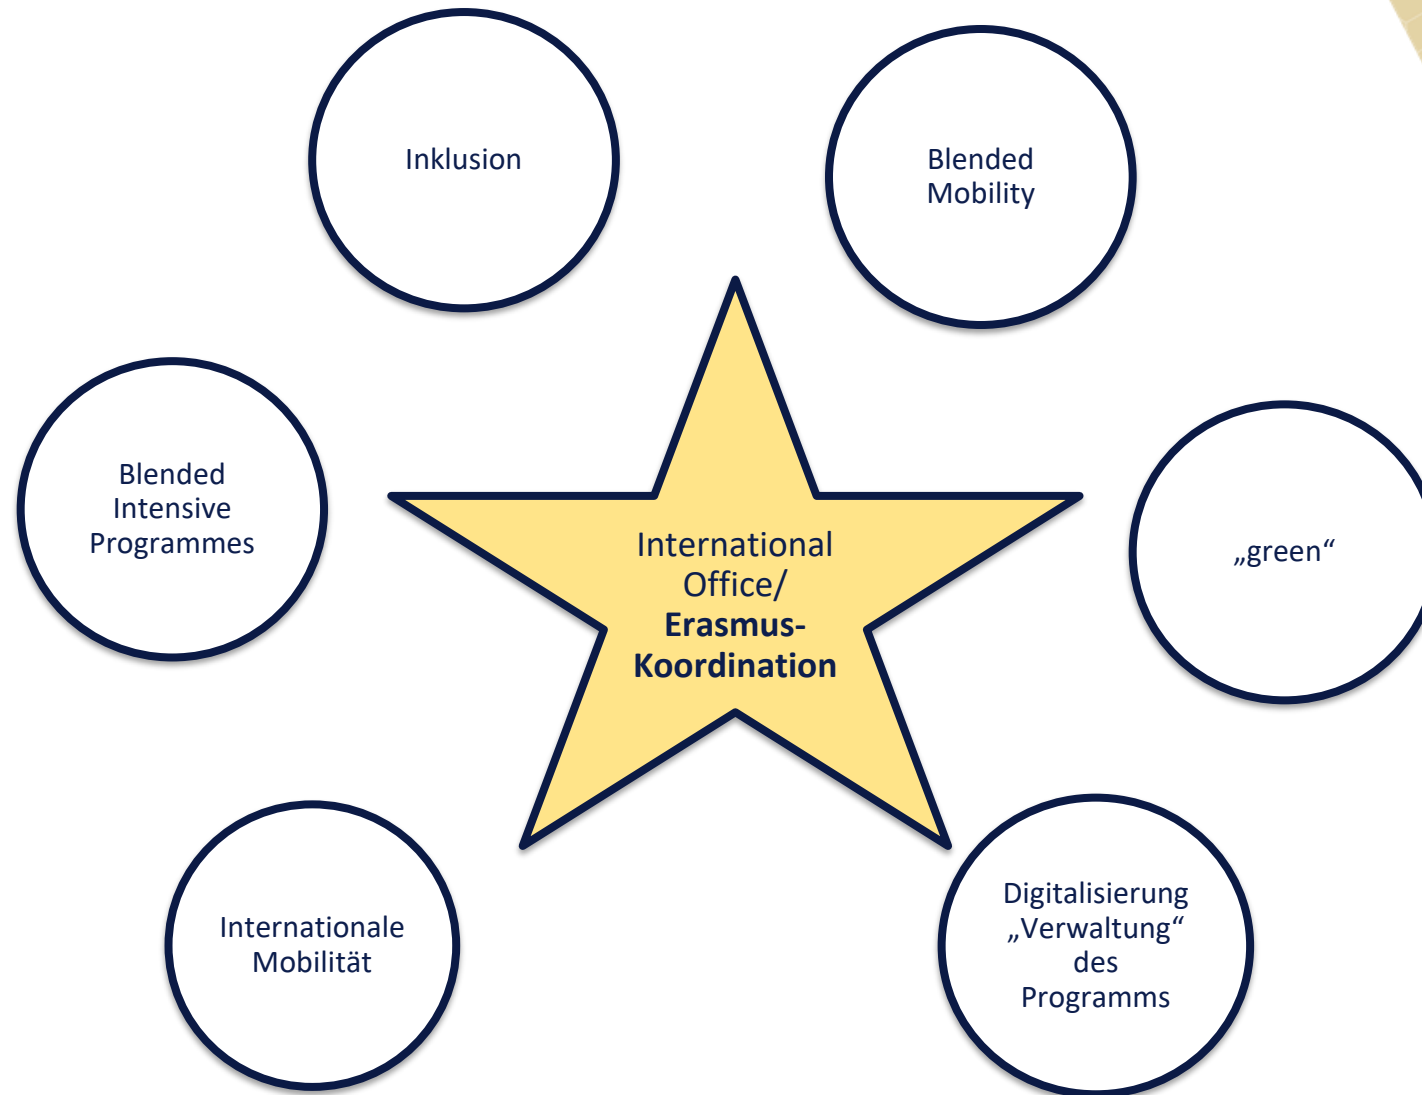 Inklusion
Blended
Mobility
Blended
Intensive
Programmes
International
Office/
Erasmus-
Koordination
„green“
Internationale
Mobilität
Digitalisierung
„Verwaltung“
des
Programms